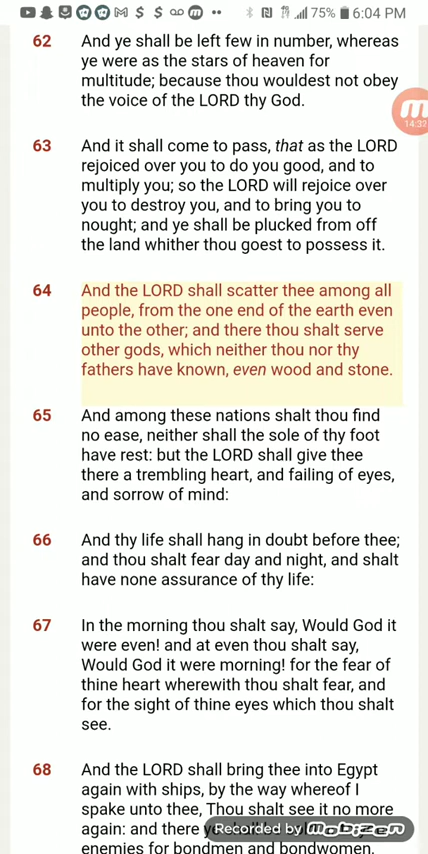 75% 6:04 PM
62 And ye shall be left few in number, whereas
ye were as the stars of heaven for
multitude; because thou wouldest not obey
the voice of the LORD thy God.
14:32
63 And it shall come to pass, that as the LORD
rejoiced over you to do you good, and to
multiply you; so the LORD will rejoice over
you to destroy you, and to bring you to
nought; and ye shall be plucked from off
the land whither thou goest to possess it.
64 And the LORD shall scatter thee among all
people, from the one end of the earth even
unto the other; and there thou shalt serve
other gods, which neither thou nor thy
fathers have known, even wood and stone.
65 And among these nations shalt thou find
no ease, neither shall the sole of thy foot
have rest: but the LORD shall give thee
there a trembling heart, and failing of eyes,
and sorrow of mind:
66 And thy life shall hang in doubt before thee;
and thou shalt fear day and night, and shalt
have none assurance of thy life:
67 In the morning thou shalt say, Would God it
were even! and at even thou shalt say,
Would God it were morning! for the fear of
thine heart wherewith thou shalt fear, and
for the sight of thine eyes which thou shalt
see.
68 And the LORD shall bring thee into Egypt
again with ships, by the way whereof I
spake unto thee, Thou shalt see it no more
again: and there
Recorded by mobizen
enemies for bondmen and bondwomen,